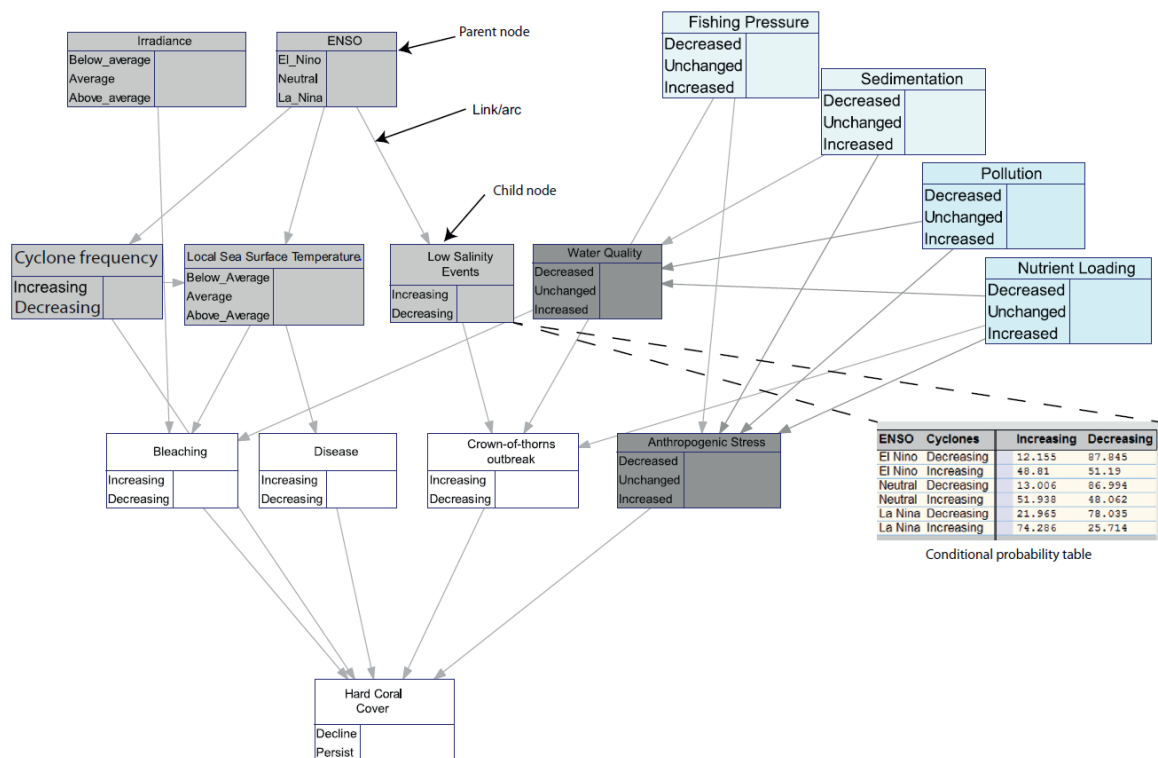 Irradiance
Below_average
Average
Above_average
ENSO
El_Nino
Neutral
La_Nina
Parent node
Link/arc
Child node
Fishing Pressure
Decreased
Unchanged
Increased
Sedimentation
Decreased
Unchanged
Increased
Pollution
Decreased
Unchanged
Increased
Nutrient Loading
Decreased
Unchanged
Increased
Cyclone frequency
Increasing
Decreasing
Local Sea Surface Temperature
Below_Average
Average
Above_Average
Low Salinity
Events
Increasing
Decreasing
Water Quality
Decreased
Unchanged
Increased
Bleaching
Increasing
Decreasing
Disease
Increasing
Decreasing
Crown-of-thorns
outbreak
Increasing
Decreasing
Anthropogenic Stress
Decreased
Unchanged
Increased
ENSO Cyclones Increasing Decreasing
El Nino Decreasing 12.155 87.845
El Nino Increasing 48.81 51.19
Neutral Decreasing 13.006 86.994
Neutral Increasing 51.938 48.062
La Nina Decreasing 21.965 78.035
La Nina Increasing 74.286 25.714
Conditional probability table
Hard Coral
Cover
Decline
Persist